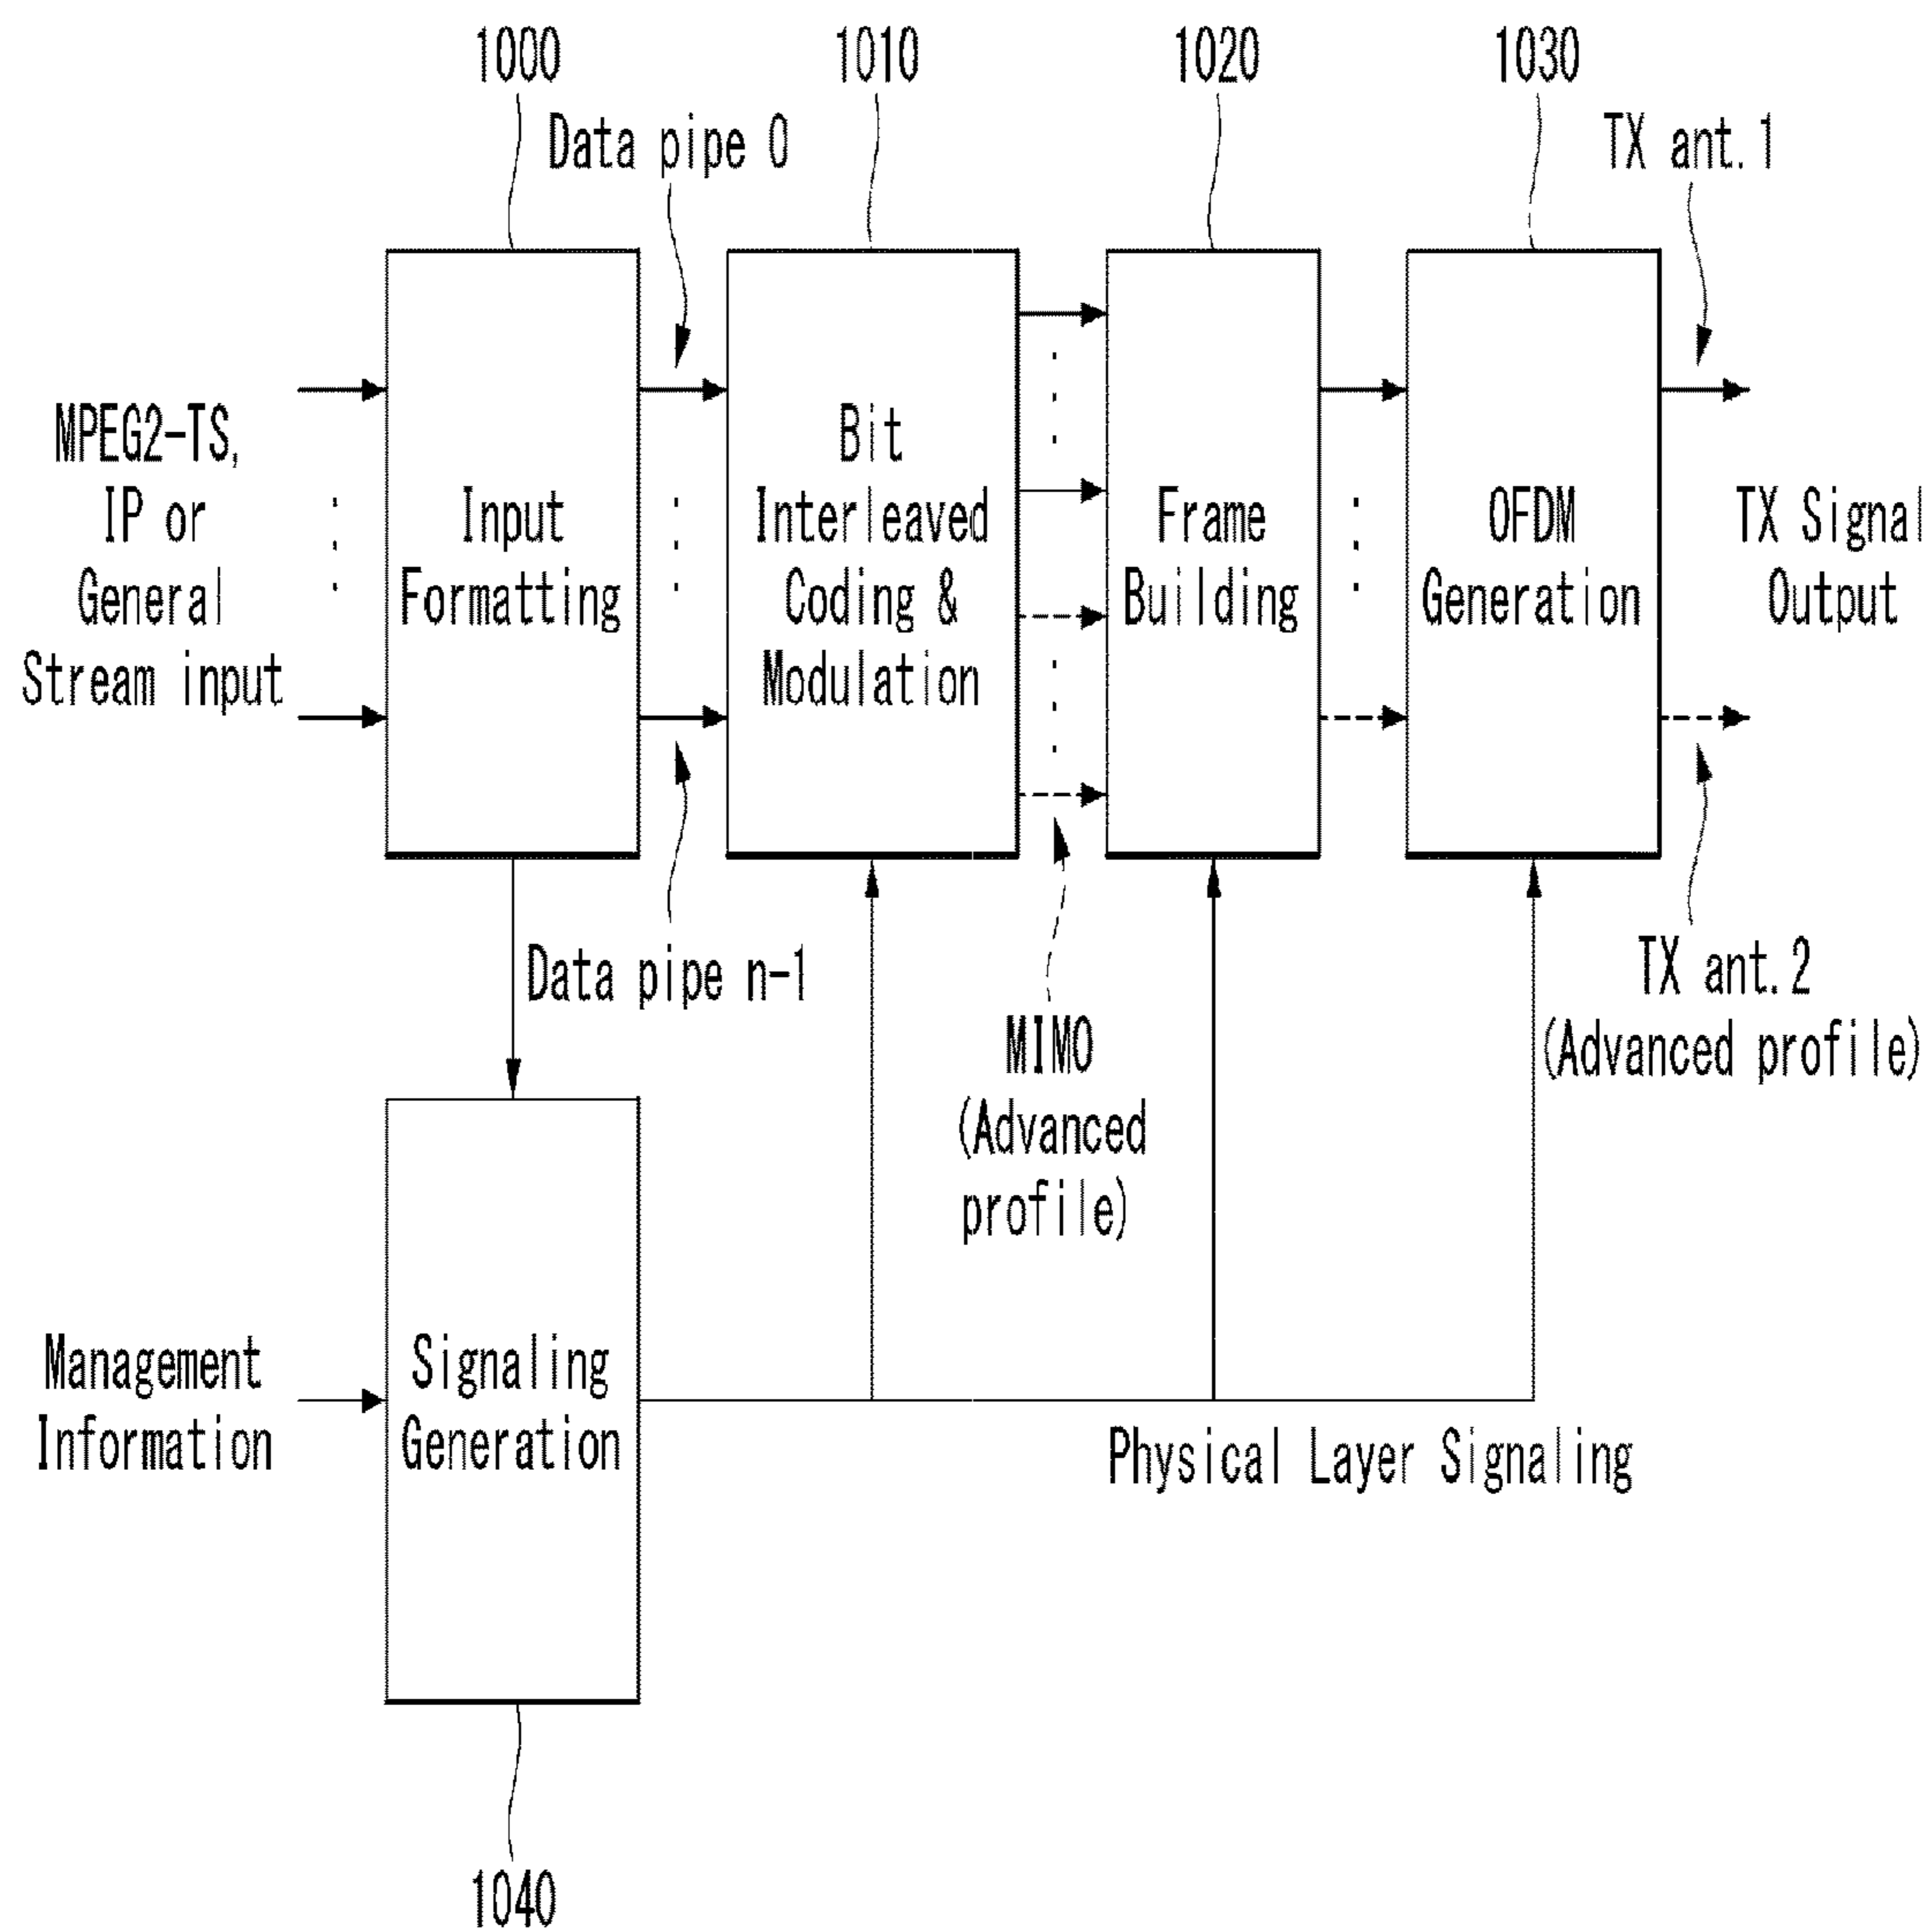 1000
1010
1020
1030
Data pipe 0
TX ant.1
MPEG2-TS,
IP or
General
Stream input
Input
Formatting
Bit
Interleaved
Coding &
Modulation
Frame
Building
OFDM
Generation
TX Signal
Output
Data pipe n-1
MIMO
(Advanced
profile)
TX ant.2
(Advanced profile)
Management
Information
Signaling
Generation
Physical Layer Signaling
1040